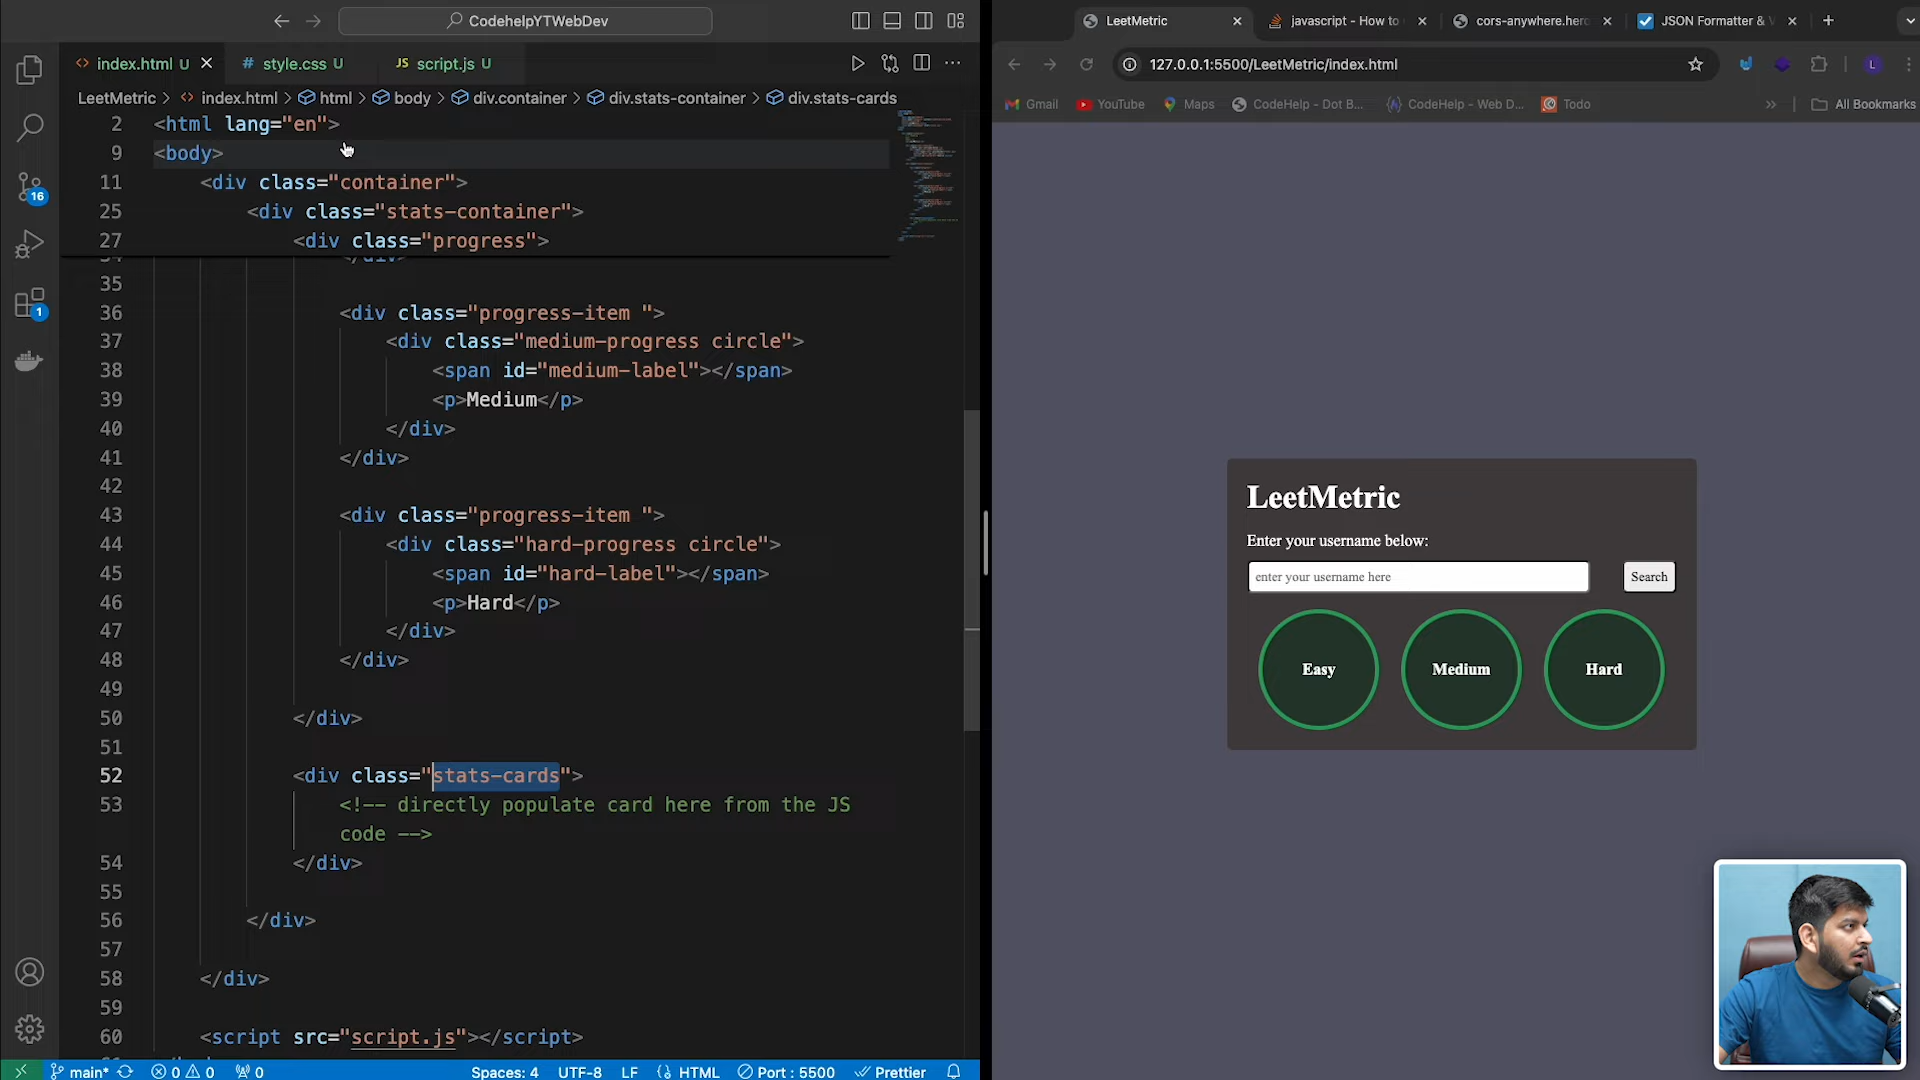 CodehelpYTWebDev
index.html U
# style.css U
JS script.js U
LeetMetric > index.html > html > body > div.container > div.stats-container > div.stats-cards
2 <html lang="en">
9 <body>
11 <div class="container">
25 <div class="stats-container">
27 <div class="progress">
34 </div>
35
36 <div class="progress-item ">
37 <div class="medium-progress circle">
38 <span id="medium-label"></span>
39 <p>Medium</p>
40 </div>
41 </div>
42
43 <div class="progress-item ">
44 <div class="hard-progress circle">
45 <span id="hard-label"></span>
46 <p>Hard</p>
47 </div>
48 </div>
49
50 </div>
51
52 <div class="stats-cards">
53 <!-- directly populate card here from the JS
code -->
54 </div>
55
56 </div>
57
58 </div>
59
60 <script src="script.js"></script>
16
1
main*
0 0
0
Spaces: 4
UTF-8
LF
HTML
Port : 5500
Prettier
LeetMetric
javascript - How to
cors-anywhere.hero
JSON Formatter & V
127.0.0.1:5500/LeetMetric/index.html
L
Gmail
YouTube
Maps
CodeHelp - Dot B...
CodeHelp - Web D...
Todo
»
All Bookmarks
LeetMetric
Enter your username below:
enter your username here
Search
Easy
Medium
Hard